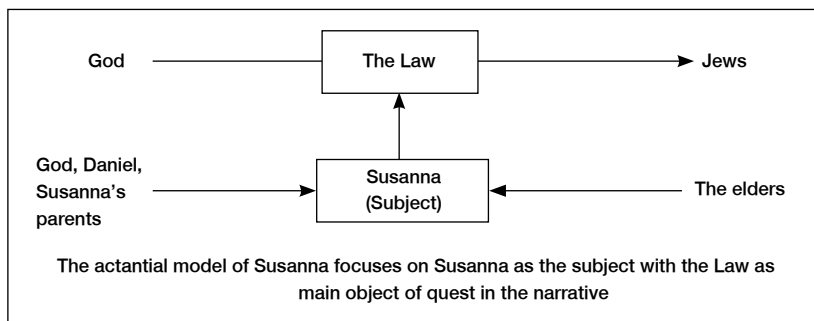 God
The Law
Jews
God, Daniel,
Susanna's
parents
Susanna
(Subject)
The elders
The actantial model of Susanna focuses on Susanna as the subject with the Law as
main object of quest in the narrative